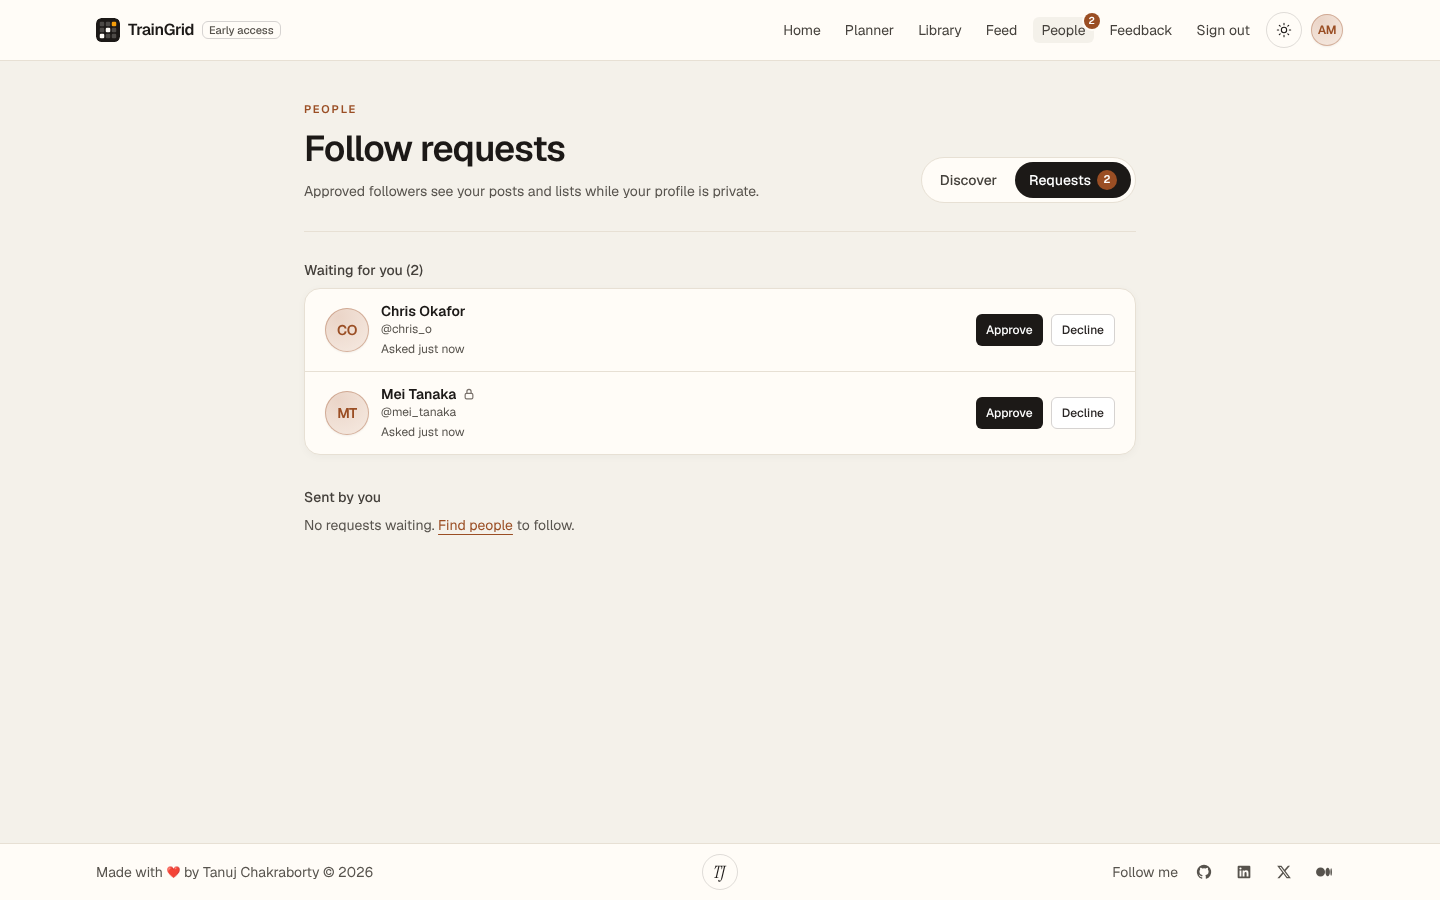 TrainGrid Early access
Home Planner Library Feed People 2 Feedback Sign out AM
PEOPLE
Follow requests
Approved followers see your posts and lists while your profile is private.
Discover Requests 2
Waiting for you (2)
CO Chris Okafor
@chris_o
Asked just now
Approve Decline
MT Mei Tanaka
@mei_tanaka
Asked just now
Approve Decline
Sent by you
No requests waiting. Find people to follow.
Made with ❤️ by Tanuj Chakraborty © 2026
TJ
Follow me